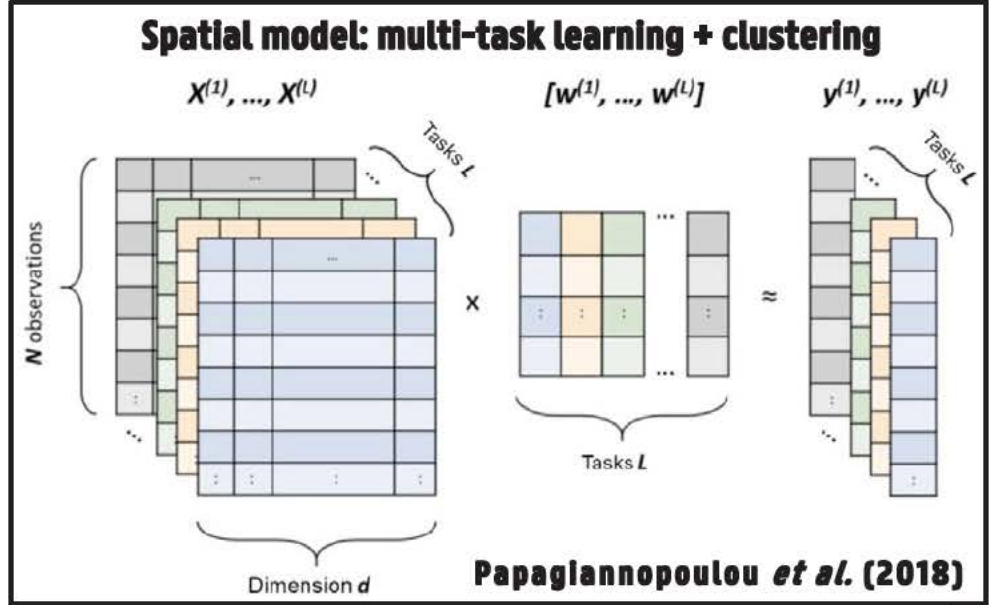 Spatial model: multi-task learning + clustering
X(1), ..., X(L)
[w(1), ..., w(L)]
y(1), ..., y(L)
Tasks L
Tasks L
...
...
...
...
...
N observations
x
≈
: : : :
:
:
...
...
...
Tasks L
: : : :
:
Dimension d
Papagiannopoulou et al. (2018)